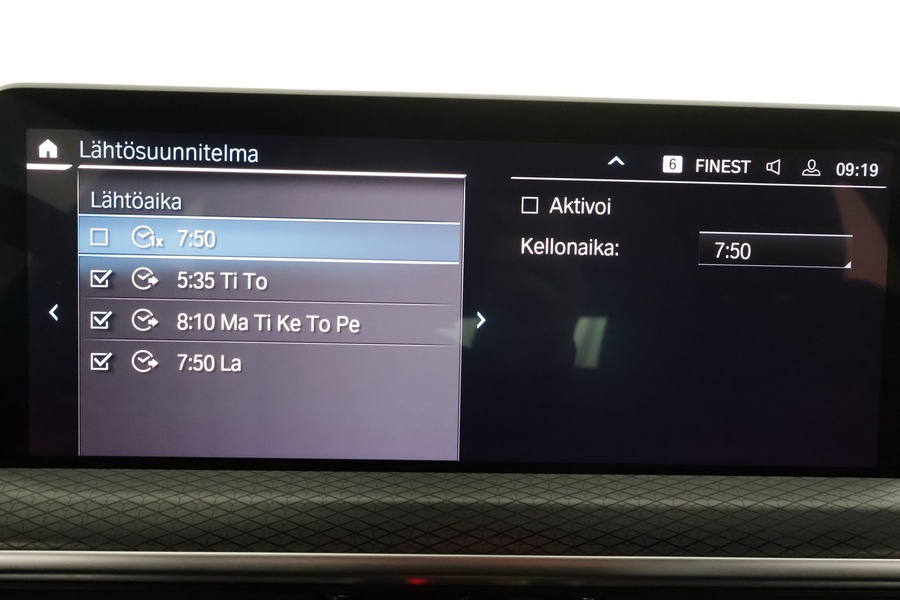 Lähtösuunnitelma
6 FINEST 09:19
Lähtöaika
1x 7:50
5:35 Ti To
8:10 Ma Ti Ke To Pe
7:50 La
Aktivoi
Kellonaika: 7:50